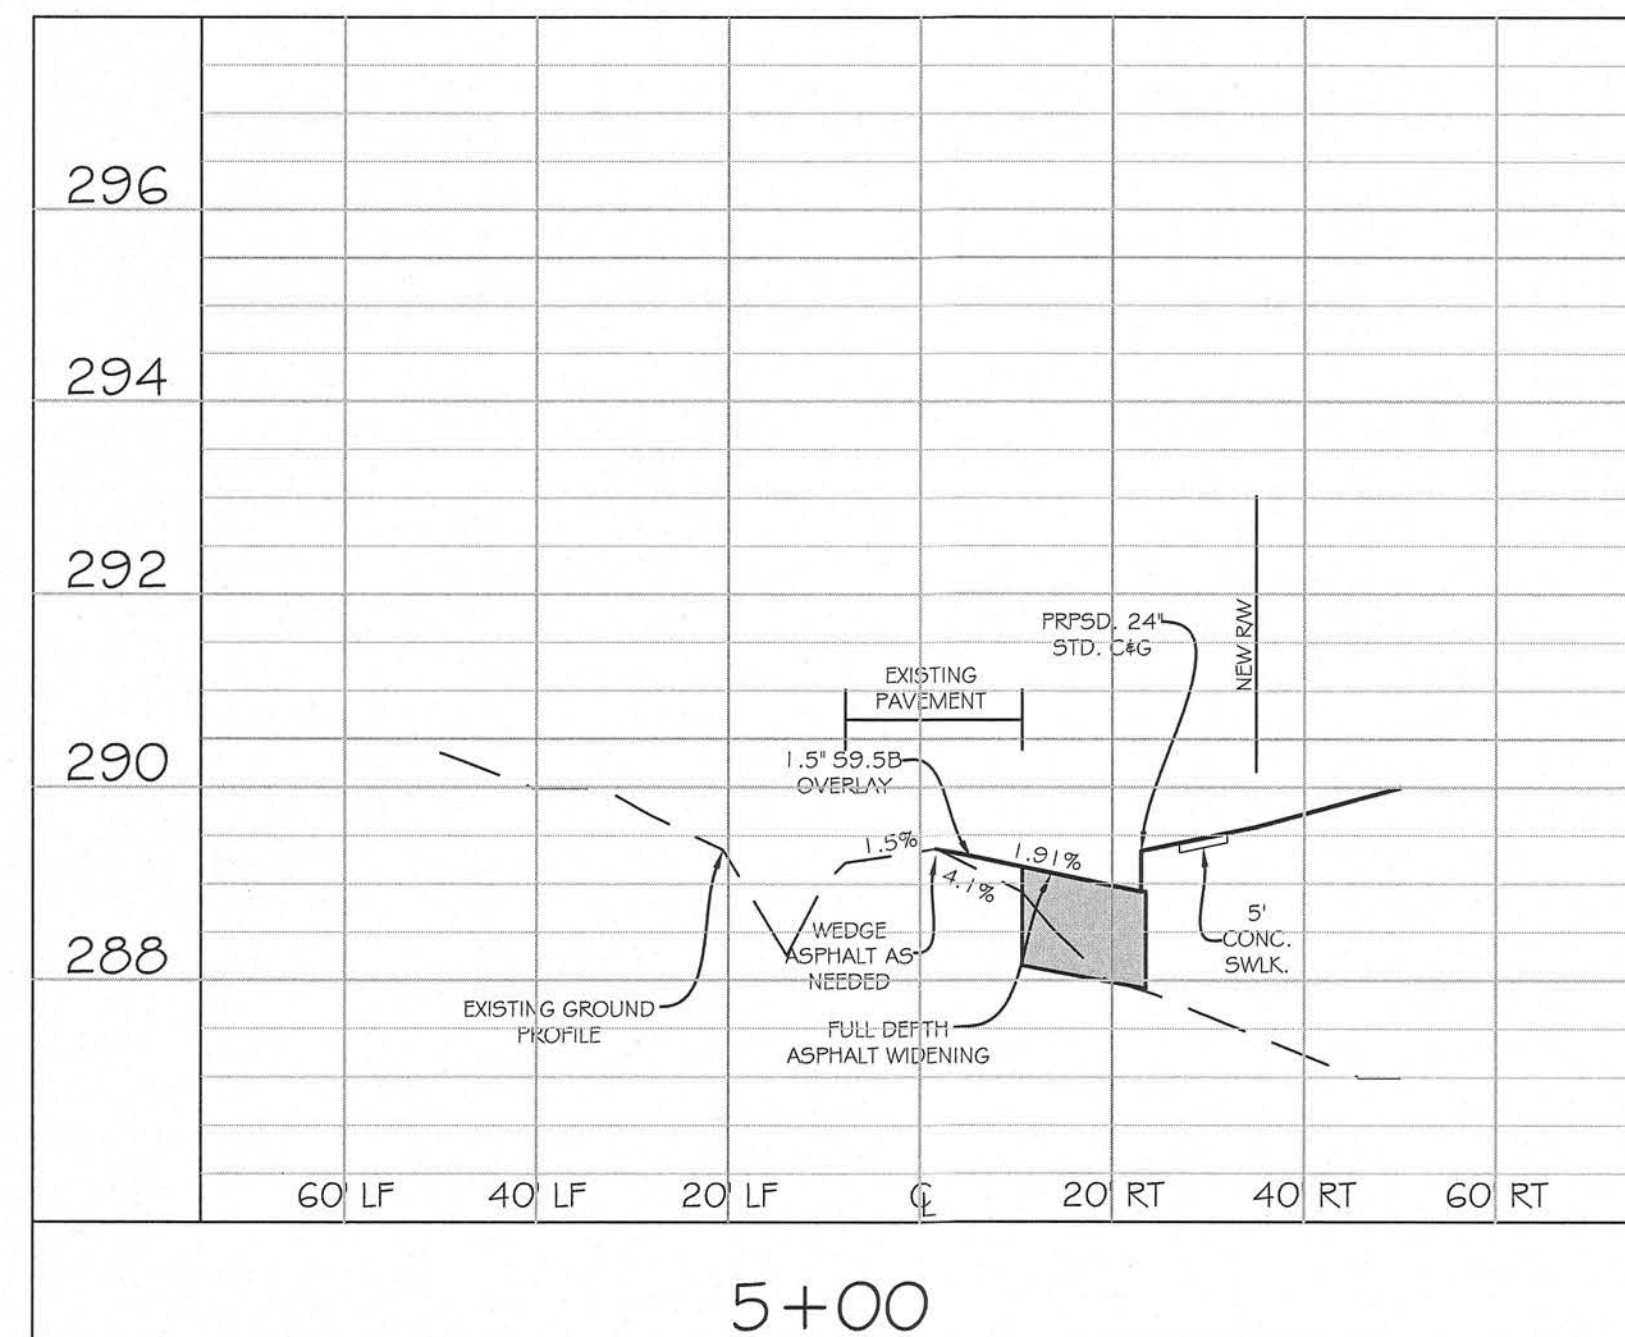 296
294
292
290
288
PRPSD. 24"
STD. C&G
NEW R/W
EXISTING
PAVEMENT
1.5" S9.5B
OVERLAY
1.5%
1.91%
4.1%
WEDGE
ASPHALT AS
NEEDED
5'
CONC.
SWLK.
EXISTING GROUND
PROFILE
FULL DEPTH
ASPHALT WIDENING
60' LF 40' LF 20' LF ℄ 20' RT 40' RT 60' RT
5+00